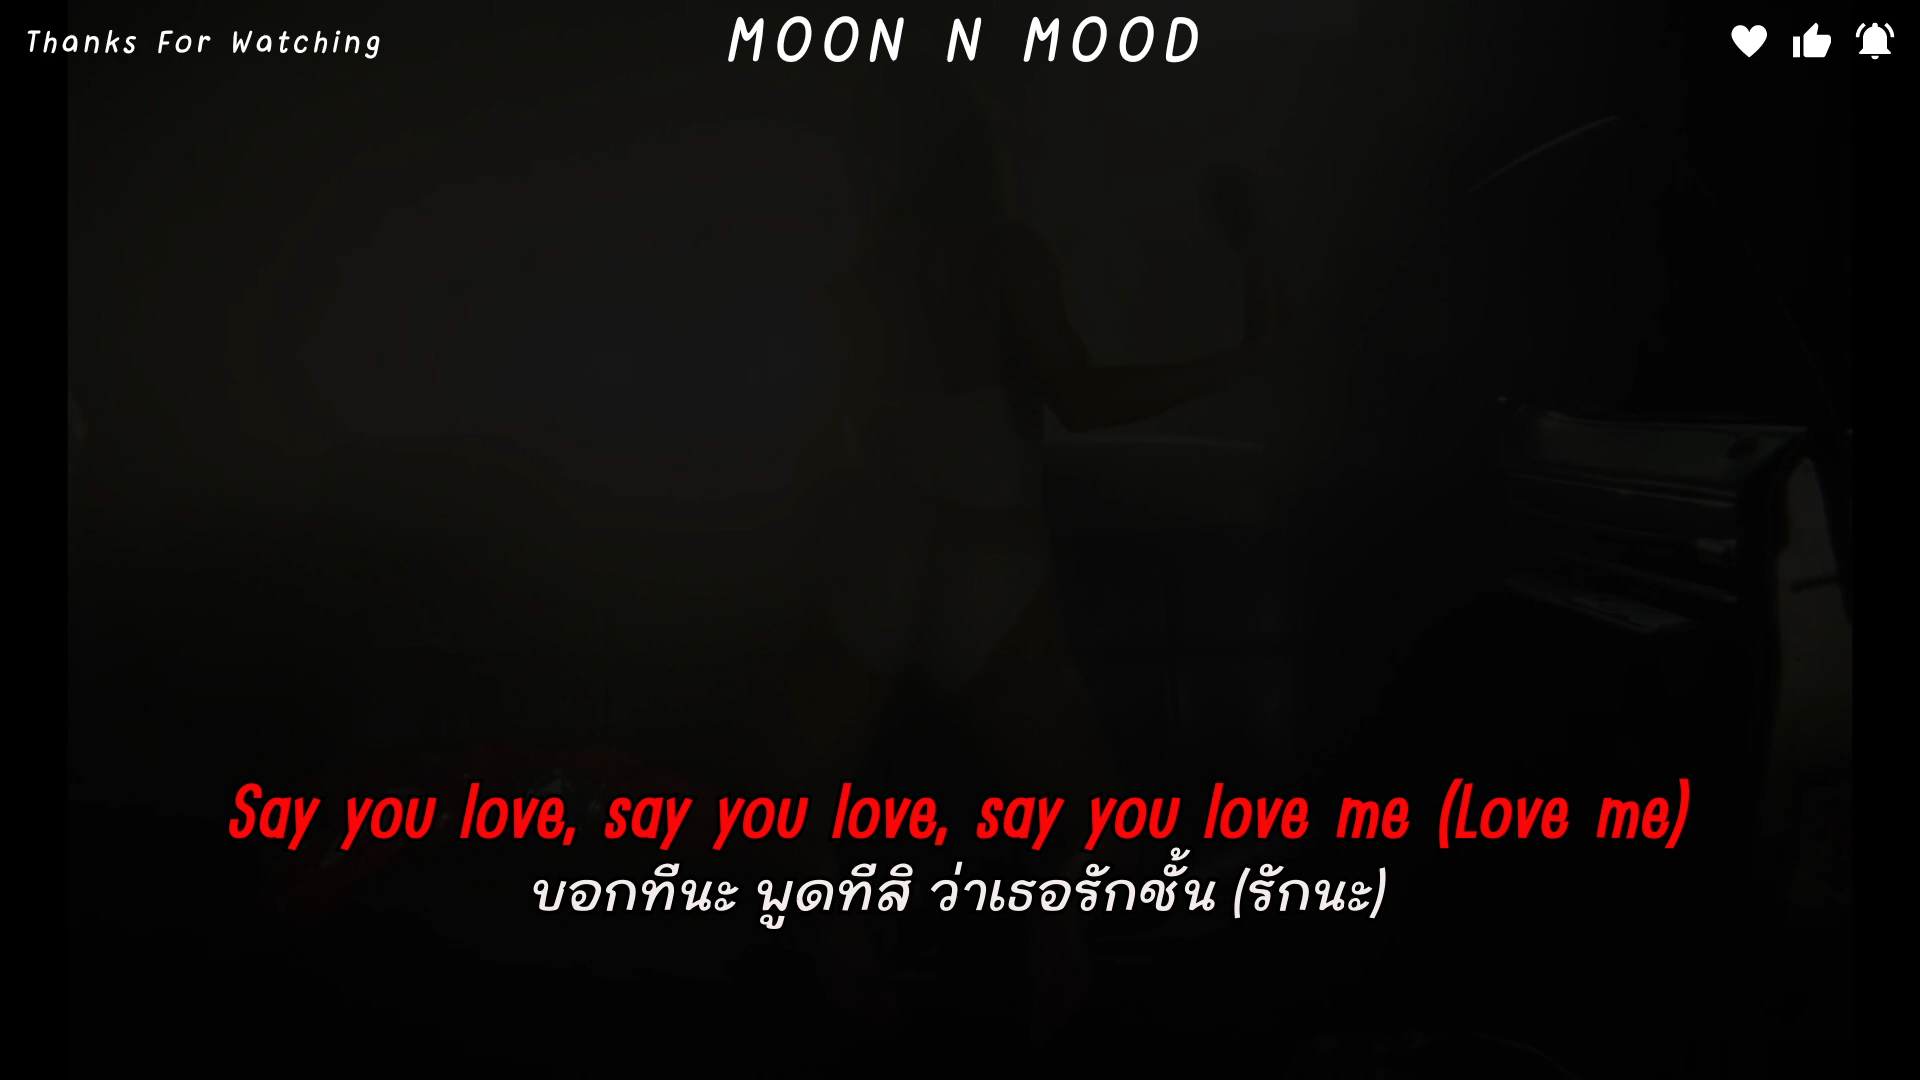 Thanks For Watching
MOON N MOOD
Say you love, say you love, say you love me (Love me)
บอกทีนะ พูดทีสิ ว่าเธอรักชั้น (รักนะ)